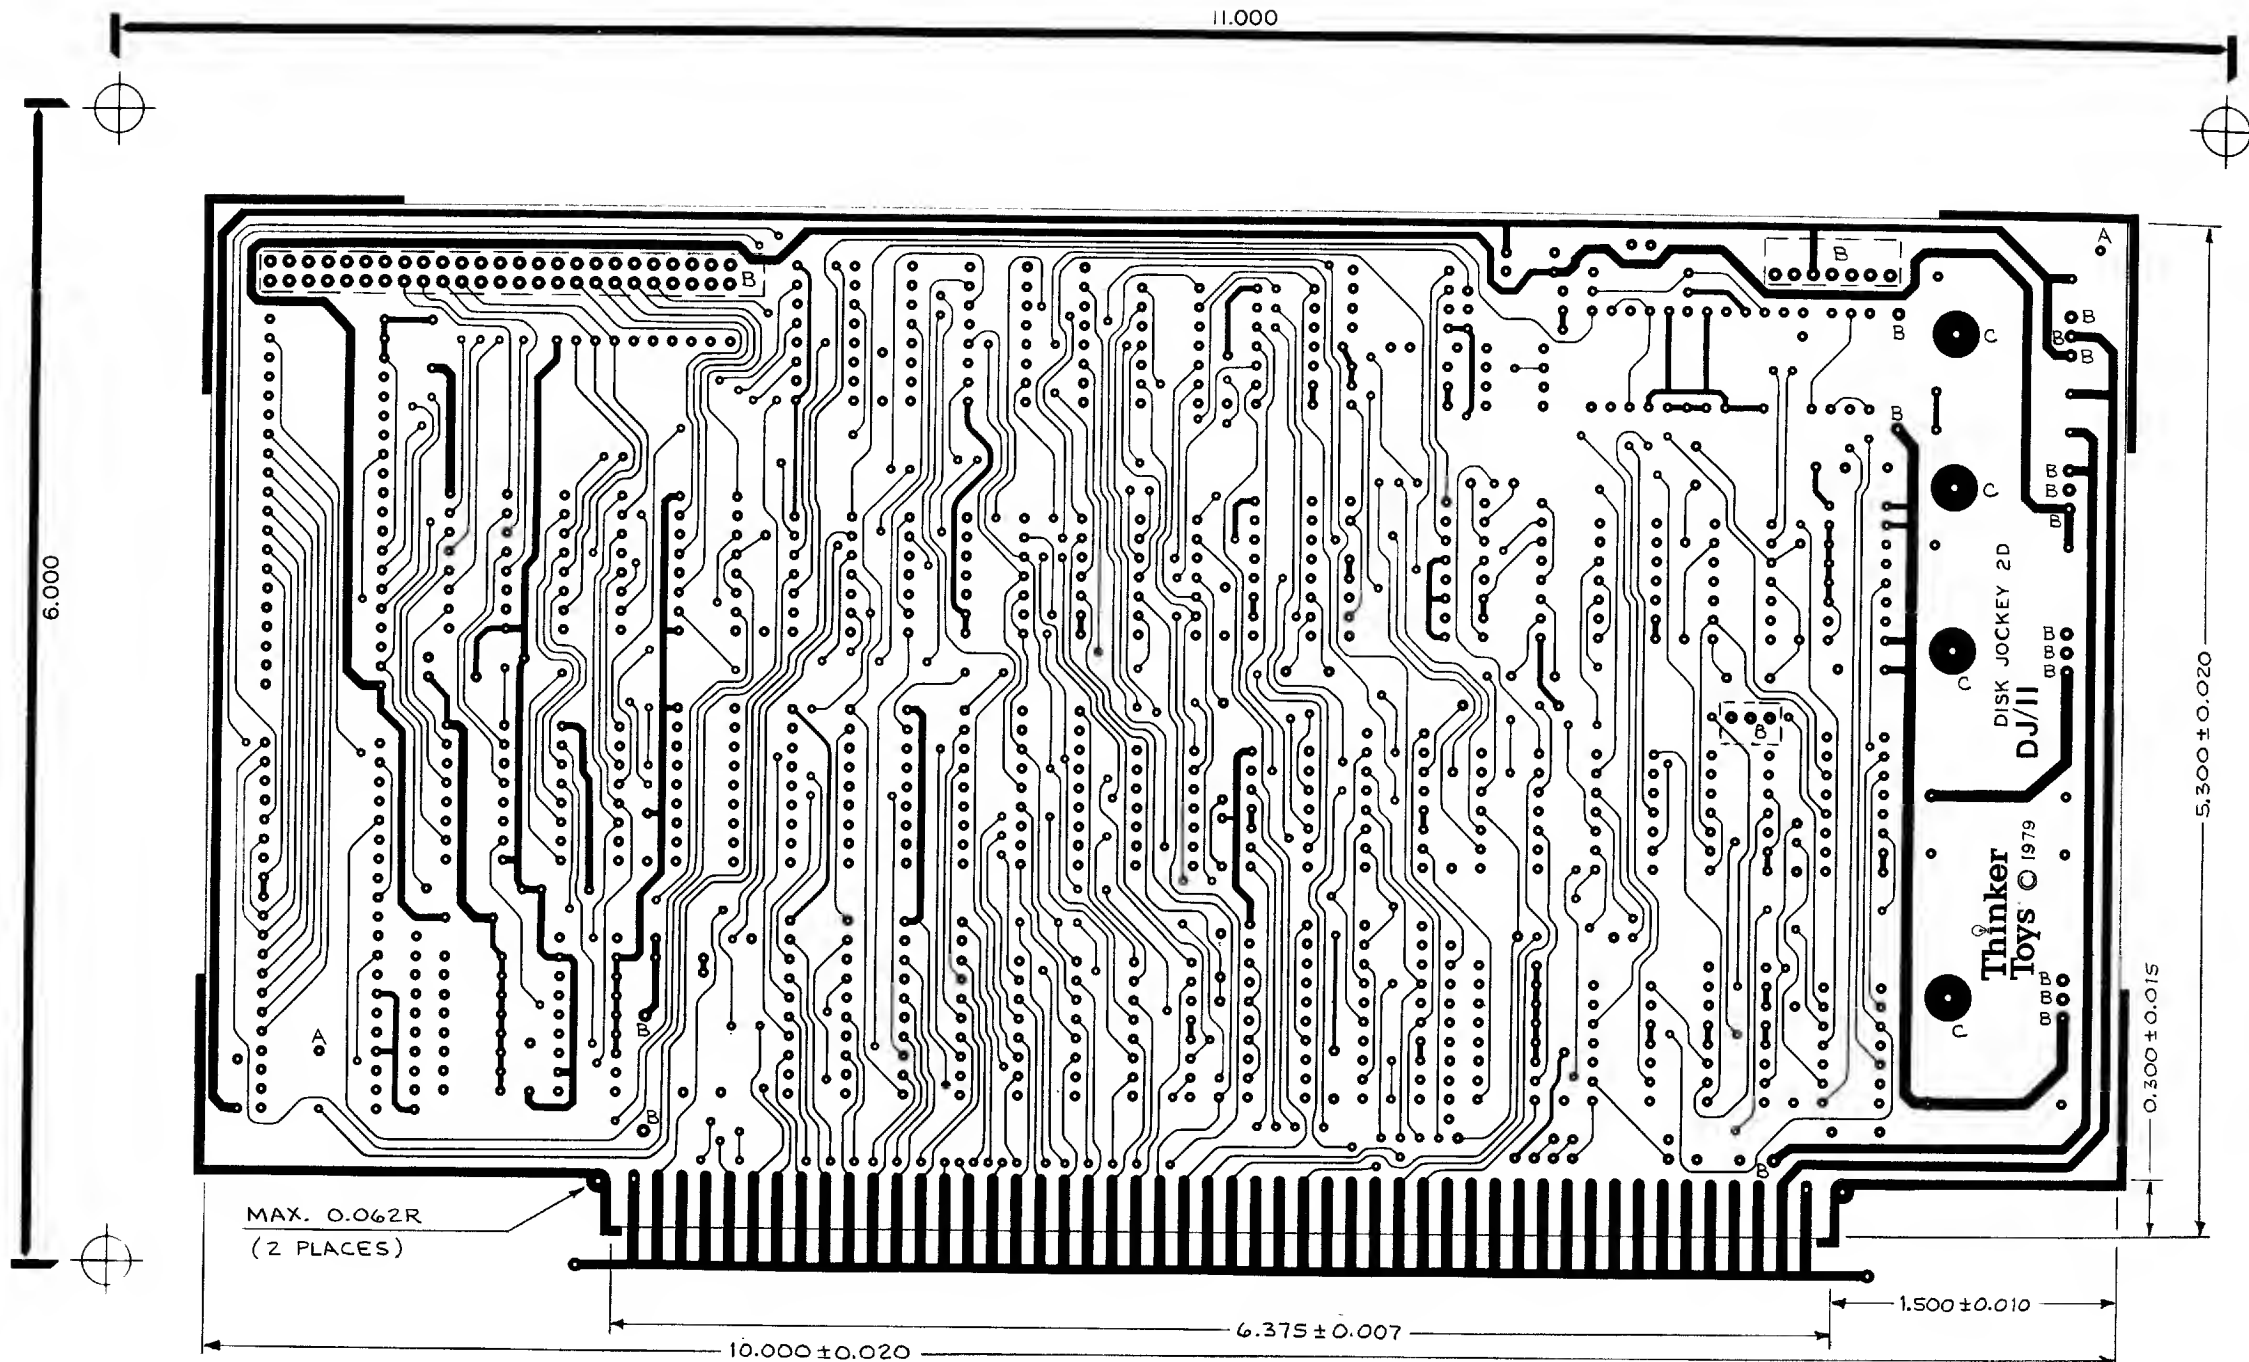 11.000
6.000
A
B
B
B
B
C
B
B
B
B
B
C
B
B
DISK JOCKEY 2D
DJ/II
B
B
B
C
B
5.300 ± 0.020
Thinker
Toys © 1979
B
B
B
C
A
B
B
B
0.300 ± 0.015
MAX. 0.062R
(2 PLACES)
1.500 ± 0.010
6.375 ± 0.007
10.000 ± 0.020